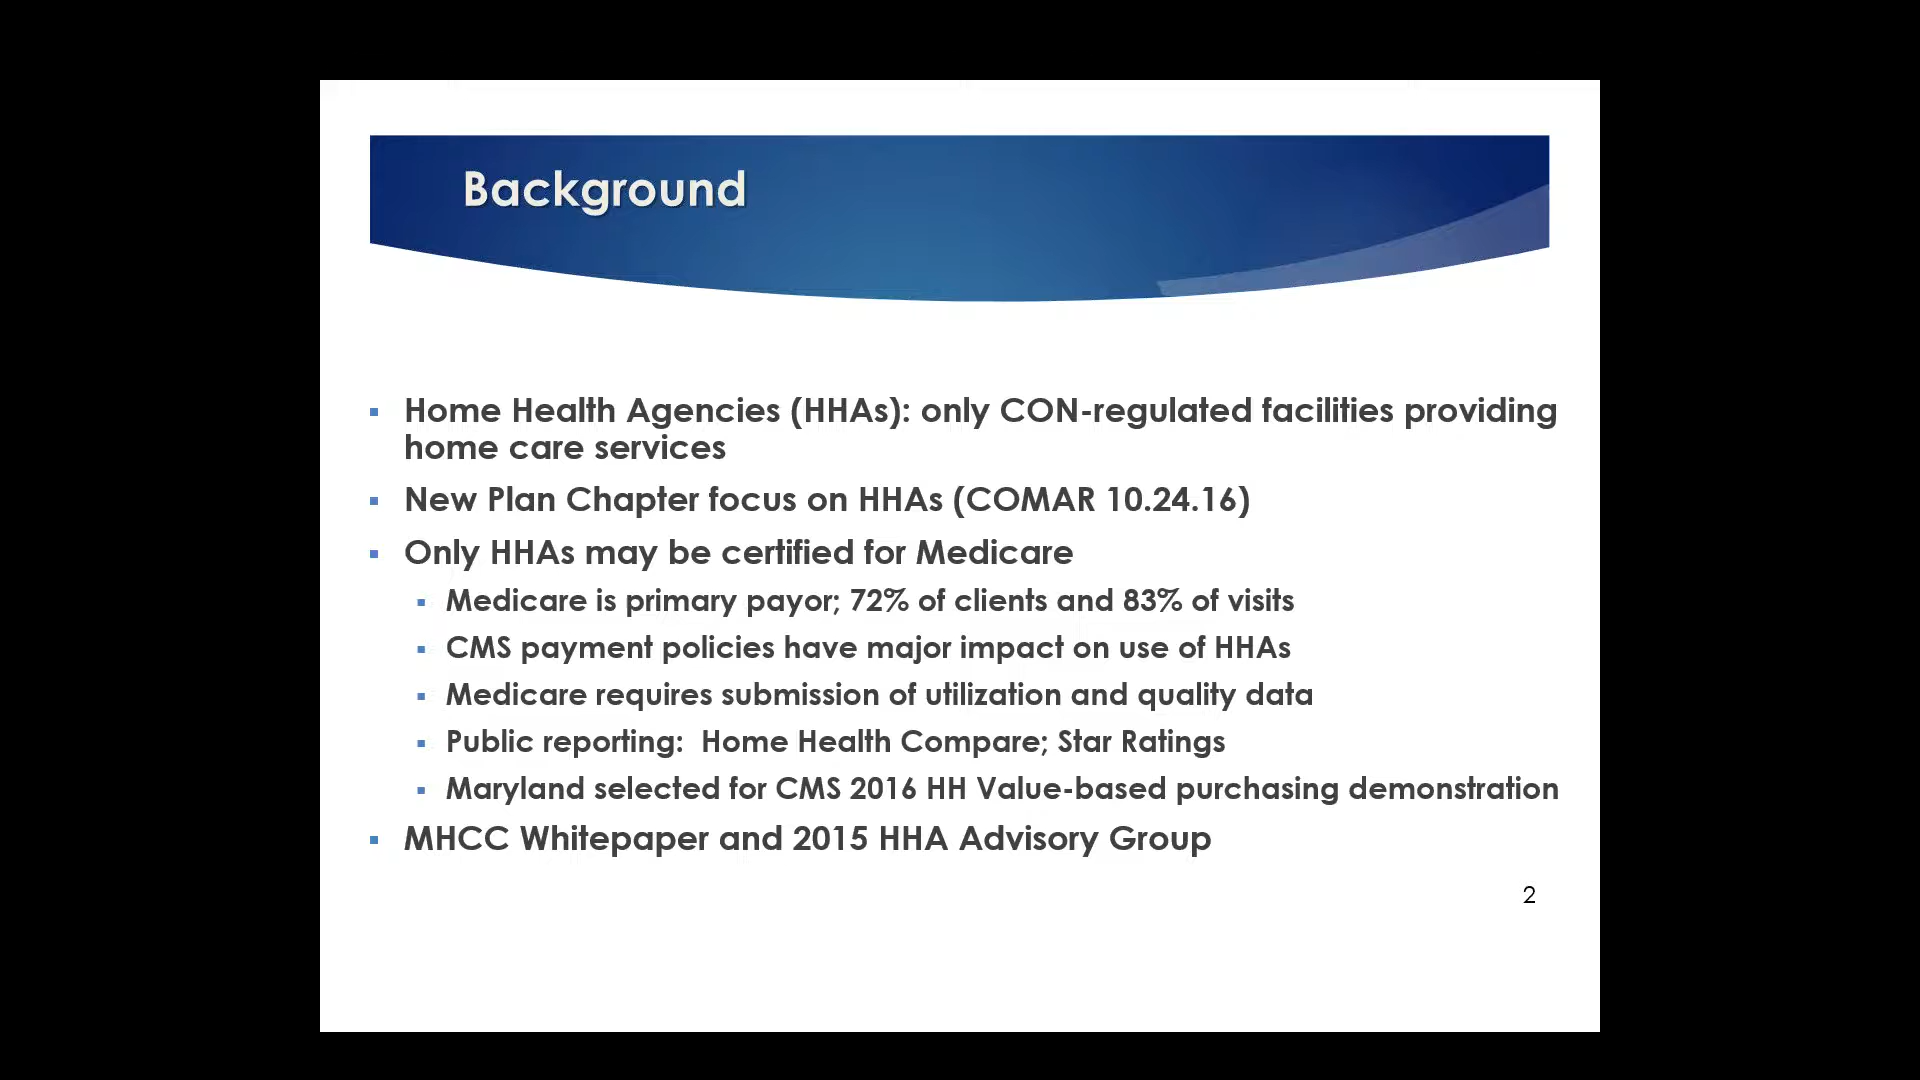 Background
Home Health Agencies (HHAs): only CON-regulated facilities providing
home care services
New Plan Chapter focus on HHAs (COMAR 10.24.16)
Only HHAs may be certified for Medicare
Medicare is primary payor; 72% of clients and 83% of visits
CMS payment policies have major impact on use of HHAs
Medicare requires submission of utilization and quality data
Public reporting:  Home Health Compare; Star Ratings
Maryland selected for CMS 2016 HH Value-based purchasing demonstration
MHCC Whitepaper and 2015 HHA Advisory Group
2